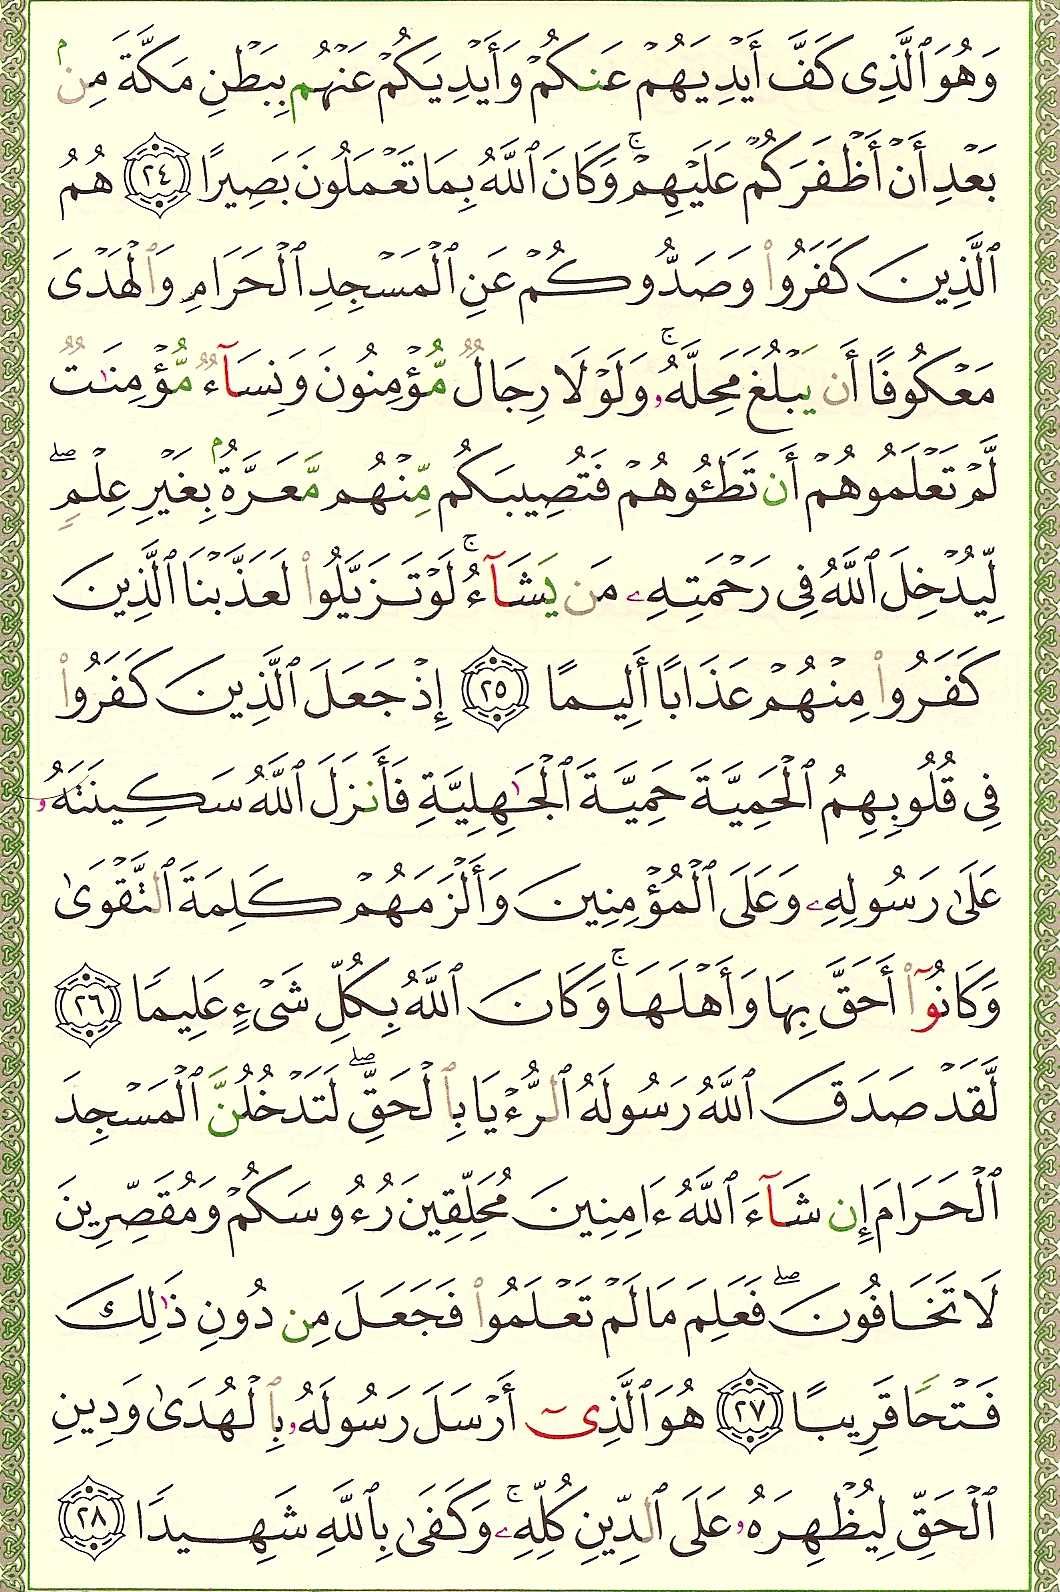 وَهُوَ ٱلَّذِى كَفَّ أَيْدِيَهُمْ عَنكُمْ وَأَيْدِيَكُمْ عَنْهُم بِبَطْنِ مَكَّةَ مِنۢ
بَعْدِ أَنْ أَظْفَرَكُمْ عَلَيْهِمْ ۚ وَكَانَ ٱللَّهُ بِمَا تَعْمَلُونَ بَصِيرًا ﴿٢٤﴾ هُمُ
ٱلَّذِينَ كَفَرُوا۟ وَصَدُّوكُمْ عَنِ ٱلْمَسْجِدِ ٱلْحَرَامِ وَٱلْهَدْىَ
مَعْكُوفًا أَن يَبْلُغَ مَحِلَّهُۥ ۚ وَلَوْلَا رِجَالٌ مُّؤْمِنُونَ وَنِسَآءٌ مُّؤْمِنَـٰتٌ
لَّمْ تَعْلَمُوهُمْ أَن تَطَـُٔوهُمْ فَتُصِيبَكُم مِّنْهُم مَّعَرَّةٌۢ بِغَيْرِ عِلْمٍ ۖ
لِّيُدْخِلَ ٱللَّهُ فِى رَحْمَتِهِۦ مَن يَشَآءُ ۚ لَوْ تَزَيَّلُوا۟ لَعَذَّبْنَا ٱلَّذِينَ
كَفَرُوا۟ مِنْهُمْ عَذَابًا أَلِيمًا ﴿٢٥﴾ إِذْ جَعَلَ ٱلَّذِينَ كَفَرُوا۟
فِى قُلُوبِهِمُ ٱلْحَمِيَّةَ حَمِيَّةَ ٱلْجَـٰهِلِيَّةِ فَأَنزَلَ ٱللَّهُ سَكِينَتَهُۥ
عَلَىٰ رَسُولِهِۦ وَعَلَى ٱلْمُؤْمِنِينَ وَأَلْزَمَهُمْ كَلِمَةَ ٱلتَّقْوَىٰ
وَكَانُوٓا۟ أَحَقَّ بِهَا وَأَهْلَهَا ۚ وَكَانَ ٱللَّهُ بِكُلِّ شَىْءٍ عَلِيمًا ﴿٢٦﴾
لَّقَدْ صَدَقَ ٱللَّهُ رَسُولَهُ ٱلرُّءْيَا بِٱلْحَقِّ ۖ لَتَدْخُلُنَّ ٱلْمَسْجِدَ
ٱلْحَرَامَ إِن شَآءَ ٱللَّهُ ءَامِنِينَ مُحَلِّقِينَ رُءُوسَكُمْ وَمُقَصِّرِينَ
لَا تَخَافُونَ ۖ فَعَلِمَ مَا لَمْ تَعْلَمُوا۟ فَجَعَلَ مِن دُونِ ذَٰلِكَ
فَتْحًا قَرِيبًا ﴿٢٧﴾ هُوَ ٱلَّذِىٓ أَرْسَلَ رَسُولَهُۥ بِٱلْهُدَىٰ وَدِينِ
ٱلْحَقِّ لِيُظْهِرَهُۥ عَلَى ٱلدِّينِ كُلِّهِۦ ۚ وَكَفَىٰ بِٱللَّهِ شَهِيدًا ﴿٢٨﴾